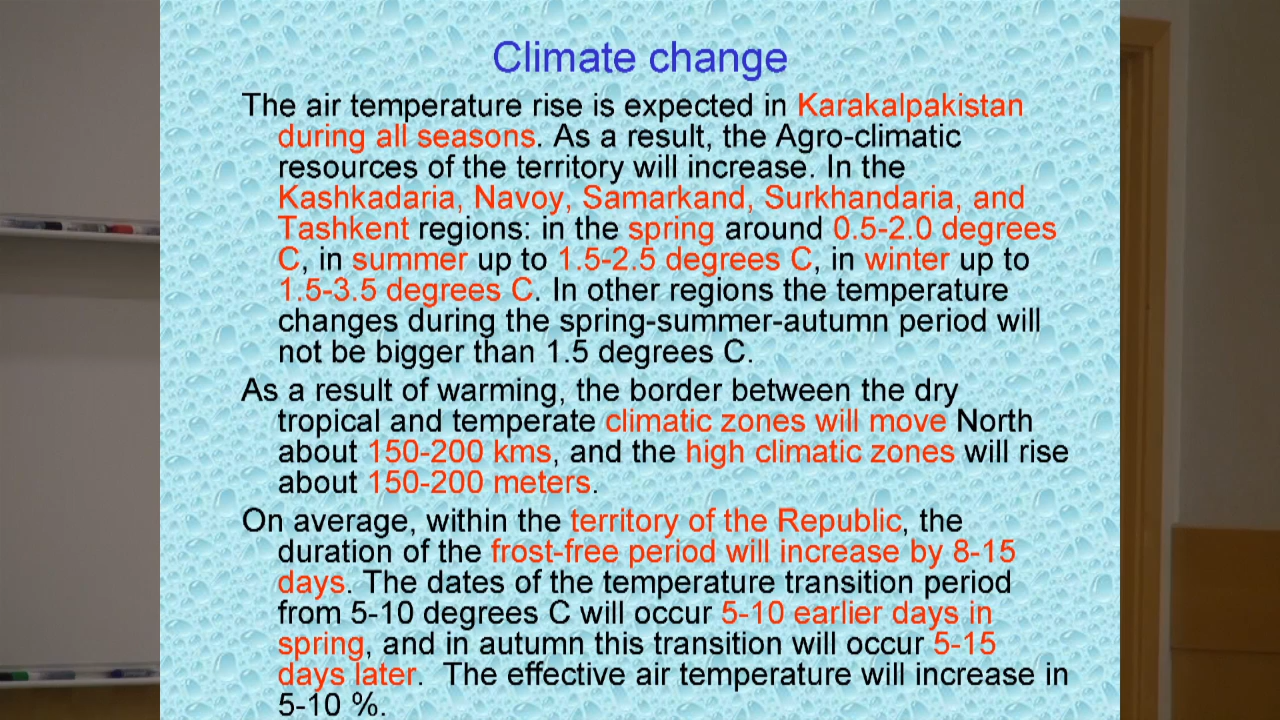 Climate change
The air temperature rise is expected in Karakalpakistan
during all seasons. As a result, the Agro-climatic
resources of the territory will increase. In the
Kashkadaria, Navoy, Samarkand, Surkhandaria, and
Tashkent regions: in the spring around 0.5-2.0 degrees
C, in summer up to 1.5-2.5 degrees C, in winter up to
1.5-3.5 degrees C. In other regions the temperature
changes during the spring-summer-autumn period will
not be bigger than 1.5 degrees C.
As a result of warming, the border between the dry
tropical and temperate climatic zones will move North
about 150-200 kms, and the high climatic zones will rise
about 150-200 meters.
On average, within the territory of the Republic, the
duration of the frost-free period will increase by 8-15
days. The dates of the temperature transition period
from 5-10 degrees C will occur 5-10 earlier days in
spring, and in autumn this transition will occur 5-15
days later.  The effective air temperature will increase in
5-10 %.